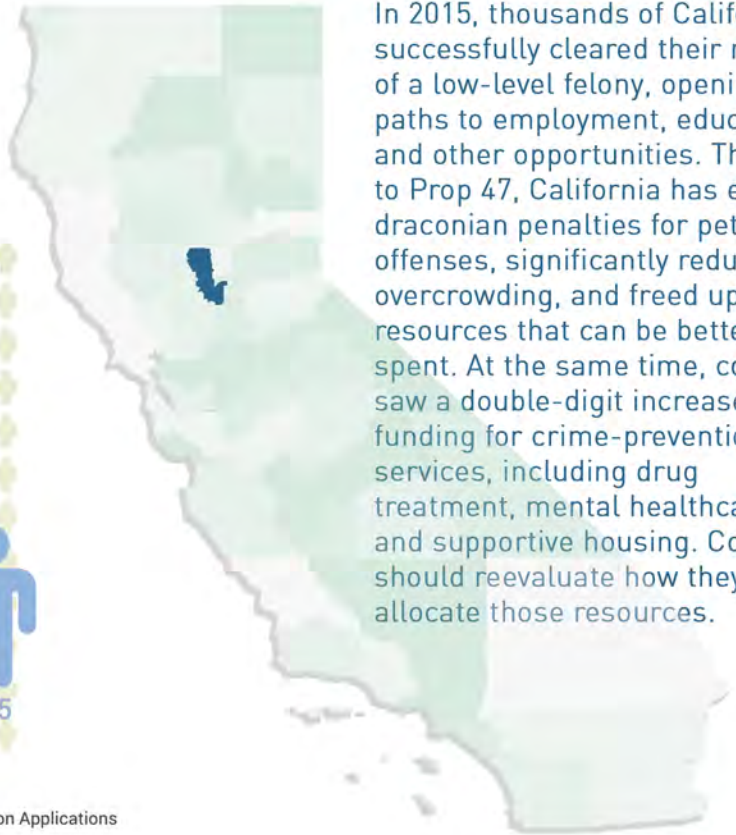 In 2015, thousands of Calif
successfully cleared their r
of a low-level felony, openi
paths to employment, educ
and other opportunities. Th
to Prop 47, California has e
draconian penalties for pet
offenses, significantly redu
overcrowding, and freed up
resources that can be bette
spent. At the same time, co
saw a double-digit increase
funding for crime-preventio
services, including drug
treatment, mental healthca
and supportive housing. Co
should reevaluate how they
allocate those resources.
5
on Applications